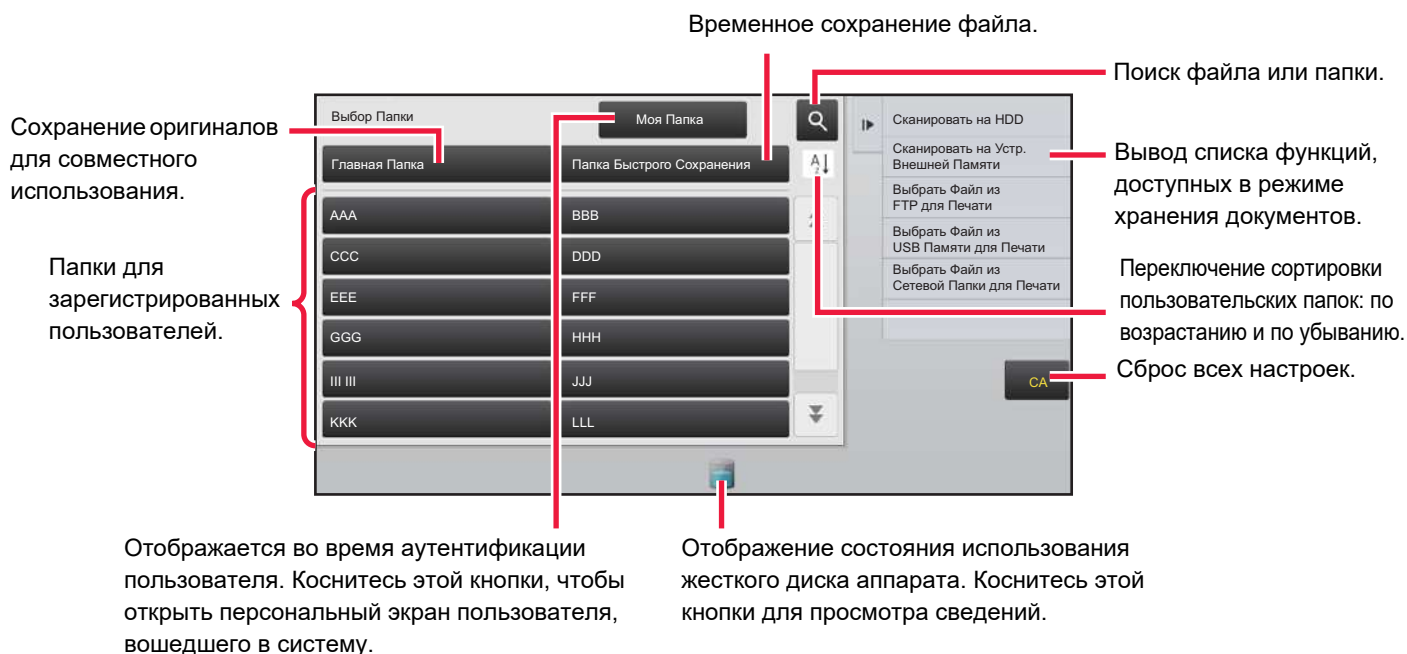 Временное сохранение файла.
Поиск файла или папки.
Сохранение оригиналов
для совместного
использования.
Папки для
зарегистрированных
пользователей.
Выбор Папки
Моя Папка
Главная Папка
Папка Быстрого Сохранения
A
Z
AAA
BBB
CCC
DDD
EEE
FFF
GGG
HHH
III III
JJJ
KKK
LLL
Сканировать на HDD
Сканировать на Устр.
Внешней Памяти
Выбрать Файл из
FTP для Печати
Выбрать Файл из
USB Памяти для Печати
Выбрать Файл из
Сетевой Папки для Печати
CA
Вывод списка функций,
доступных в режиме
хранения документов.
Переключение сортировки
пользовательских папок: по
возрастанию и по убыванию.
Сброс всех настроек.
Отображается во время аутентификации
пользователя. Коснитесь этой кнопки, чтобы
открыть персональный экран пользователя,
вошедшего в систему.
Отображение состояния использования
жесткого диска аппарата. Коснитесь этой
кнопки для просмотра сведений.